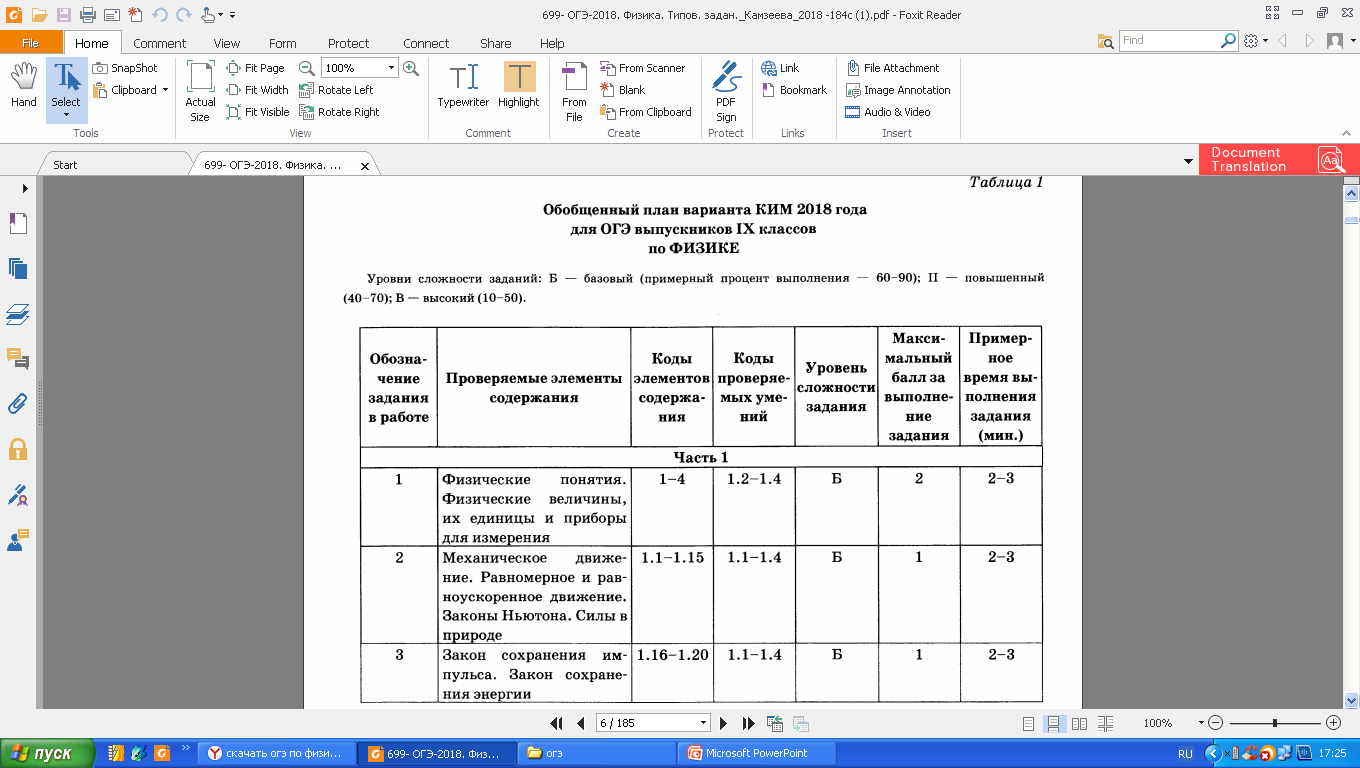 699- ОГЭ-2018. Физика. Типов. задан._Камзеева_2018 -184с (1).pdf - Foxit Reader
File Home Comment View Form Protect Connect Share Help Find
Hand
Select
SnapShot
Clipboard
Tools
Actual
Size
Fit Page
Fit Width
Fit Visible
100%
Rotate Left
Rotate Right
View
Typewriter
Highlight
Comment
From
File
From Scanner
Blank
From Clipboard
Create
PDF
Sign
Protect
Link
Bookmark
Links
File Attachment
Image Annotation
Audio & Video
Insert
Start
699- ОГЭ-2018. Физика. ...
Document
Translation
Таблица 1
Обобщенный план варианта КИМ 2018 года
для ОГЭ выпускников IX классов
по ФИЗИКЕ
Уровни сложности заданий: Б — базовый (примерный процент выполнения — 60–90); П — повышенный
(40–70); В — высокий (10–50).
Обозна-
чение
задания
в работе
Проверяемые элементы
содержания
Коды
элементов
содержа-
ния
Коды
проверяе-
мых уме-
ний
Уровень
сложности
задания
Макси-
мальный
балл за
выполне-
ние
задания
Пример-
ное
время вы-
полнения
задания
(мин.)
Часть 1
1
Физические понятия.
Физические величины,
их единицы и приборы
для измерения
1–4
1.2–1.4
Б
2
2–3
2
Механическое движе-
ние. Равномерное и рав-
ноускоренное движение.
Законы Ньютона. Силы в
природе
1.1–1.15
1.1–1.4
Б
1
2–3
3
Закон сохранения им-
пульса. Закон сохране-
ния энергии
1.16–1.20
1.1–1.4
Б
1
2–3
6 / 185
100%
пуск
скачать огэ по физи...
699- ОГЭ-2018. Физ...
огэ
Microsoft PowerPoint
RU
17:25